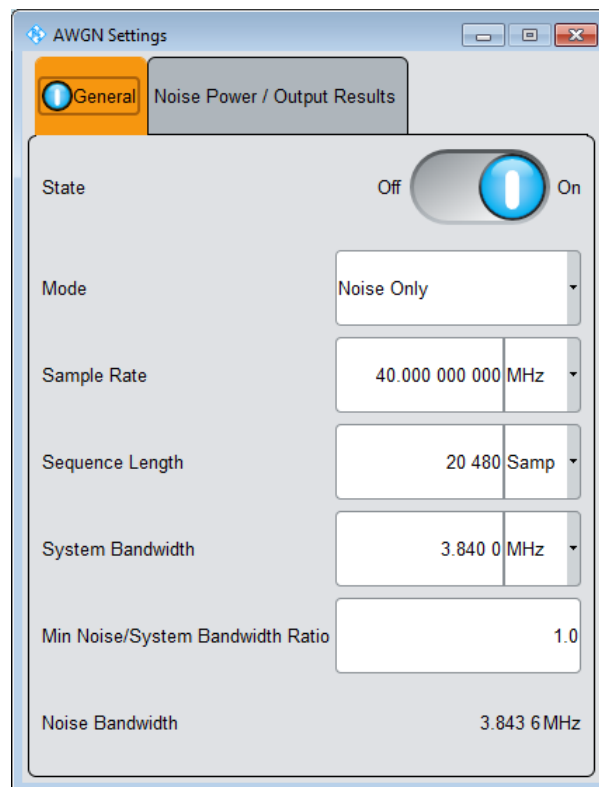 AWGN Settings
General
Noise Power / Output Results
State Off On
Mode Noise Only
Sample Rate 40.000 000 000 MHz
Sequence Length 20 480 Samp
System Bandwidth 3.840 0 MHz
Min Noise/System Bandwidth Ratio 1.0
Noise Bandwidth 3.843 6 MHz